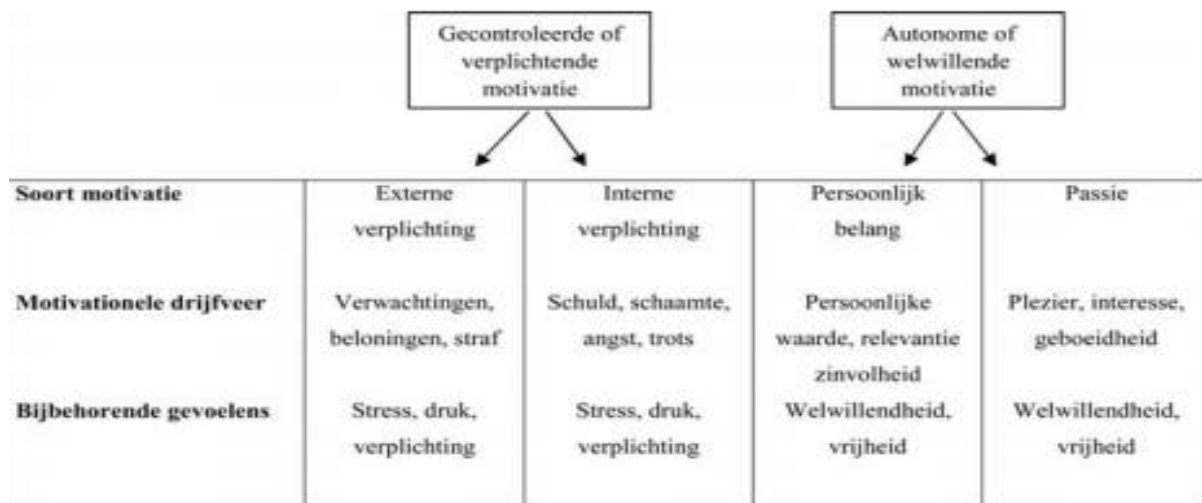 Gecontroleerde of
verplichtende
motivatie
Autonome of
welwillende
motivatie
Soort motivatie
Externe
verplichting
Interne
verplichting
Persoonlijk
belang
Passie
Motivationele drijfveer
Verwachtingen,
beloningen, straf
Schuld, schaamte,
angst, trots
Persoonlijke
waarde, relevantie
zinvolheid
Plezier, interesse,
geboeidheid
Bijbehorende gevoelens
Stress, druk,
verplichting
Stress, druk,
verplichting
Welwillendheid,
vrijheid
Welwillendheid,
vrijheid